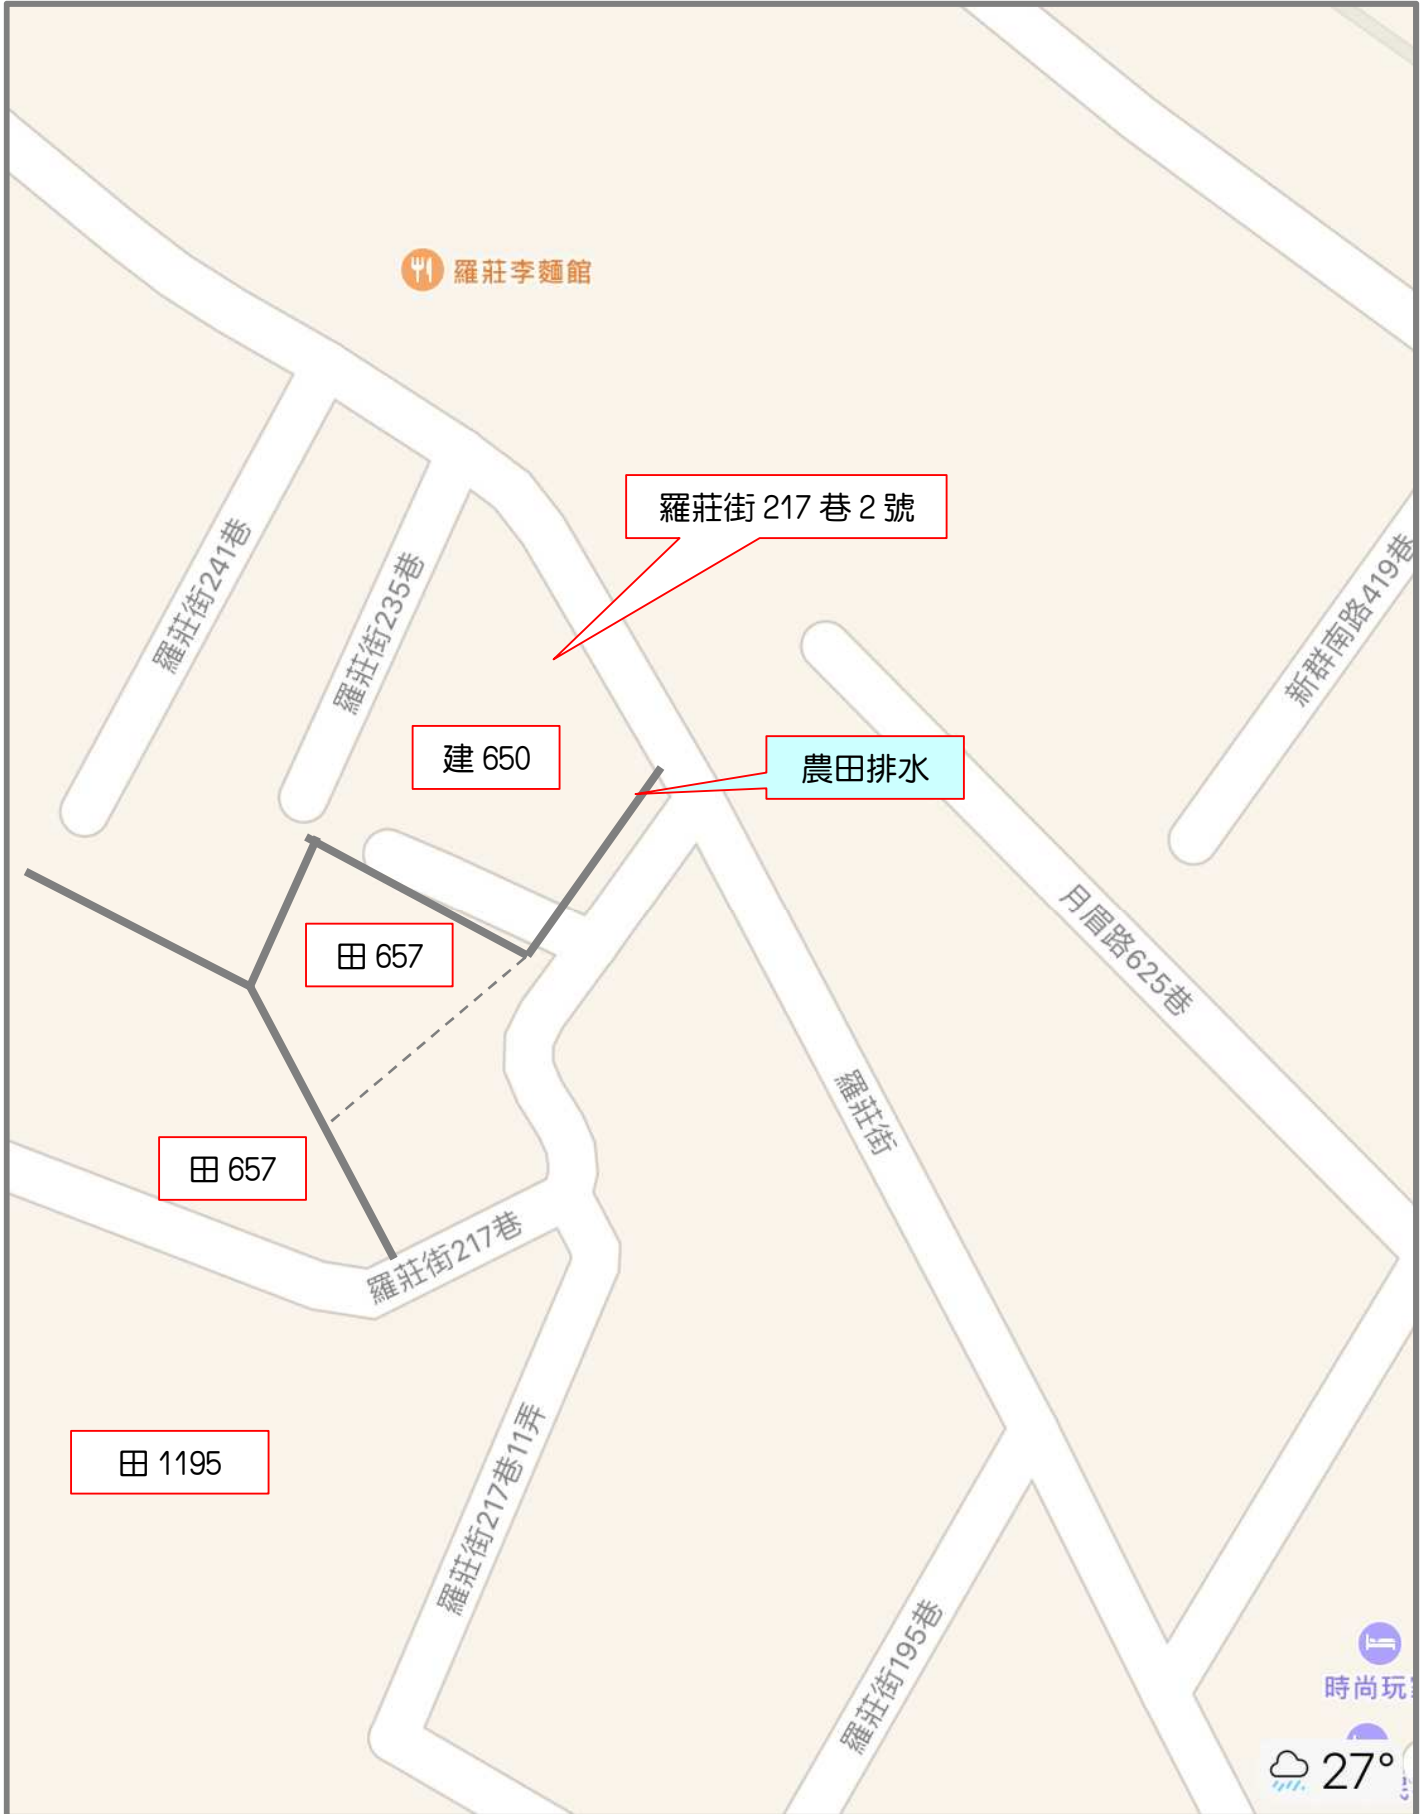 羅莊李麵館
羅莊街 217 巷 2 號
羅莊街241巷
羅莊街235巷
新群南路419巷
建 650
農田排水
田 657
月眉路625巷
羅莊街
田 657
羅莊街217巷
田 1195
羅莊街217巷11弄
羅莊街195巷
時尚玩
27°